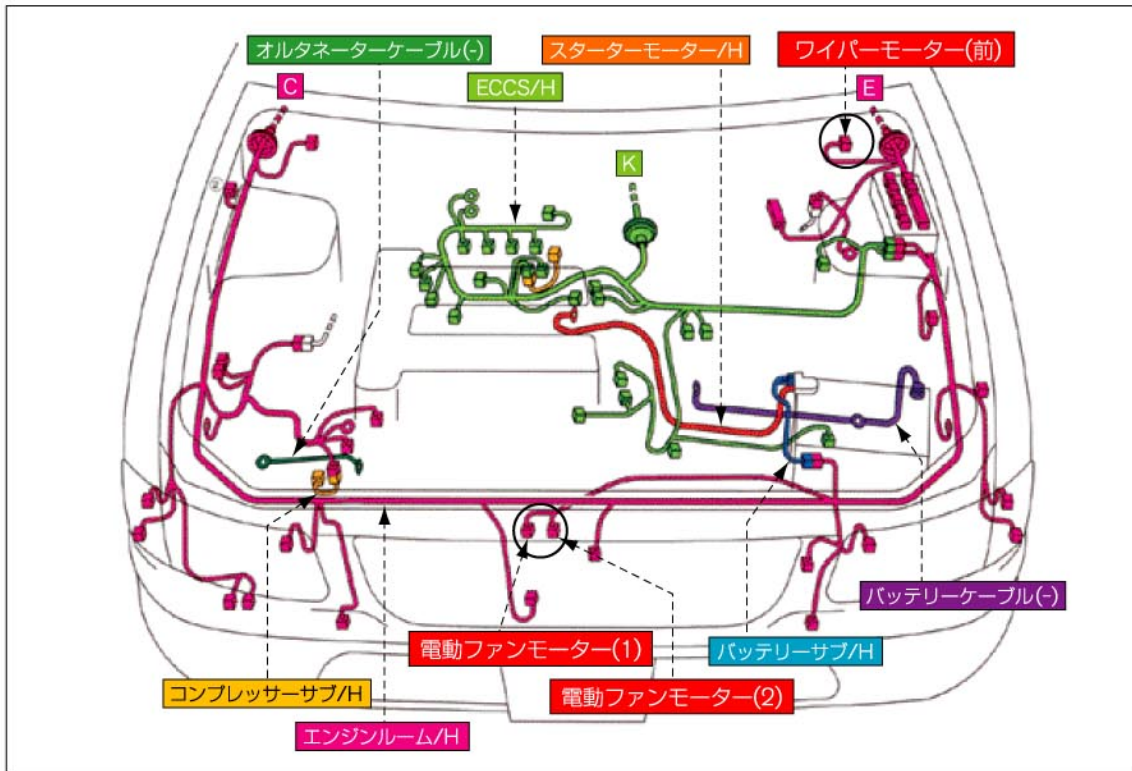 オルタネーターケーブル(-)
スターターモーター/H
ワイパーモーター(前)
C
ECCS/H
E
K
バッテリーケーブル(-)
電動ファンモーター(1)
バッテリーサブ/H
コンプレッサーサブ/H
電動ファンモーター(2)
エンジンルーム/H